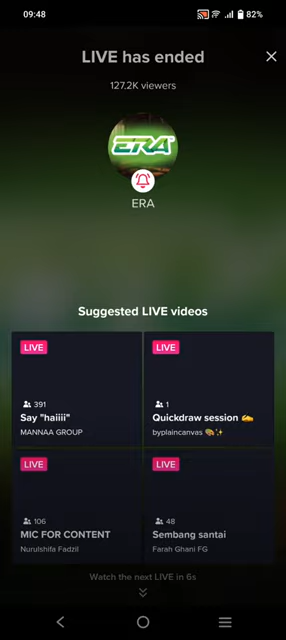 09:48
82%
LIVE has ended
127.2K viewers
ERA
ERA
Suggested LIVE videos
LIVE
391
Say "haiiii"
MANNAA GROUP
LIVE
1
Quickdraw session ✍️
byplaincanvas 🎨✨
LIVE
106
MIC FOR CONTENT
Nurulshifa Fadzil
LIVE
48
Sembang santai
Farah Ghani FG
Watch the next LIVE in 6s